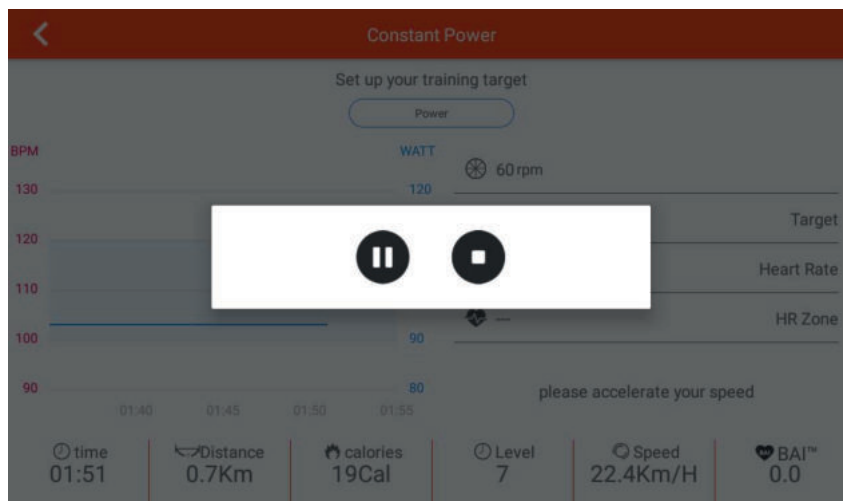 Constant Power
Set up your training target
Power
BPM
WATT
60 rpm
130
120
Target
120
Heart Rate
110
--- HR Zone
100
90
90
80
please accelerate your speed
01:40 01:45 01:50 01:55
time Distance calories Level Speed BAI™
01:51 0.7Km 19Cal 7 22.4Km/H 0.0